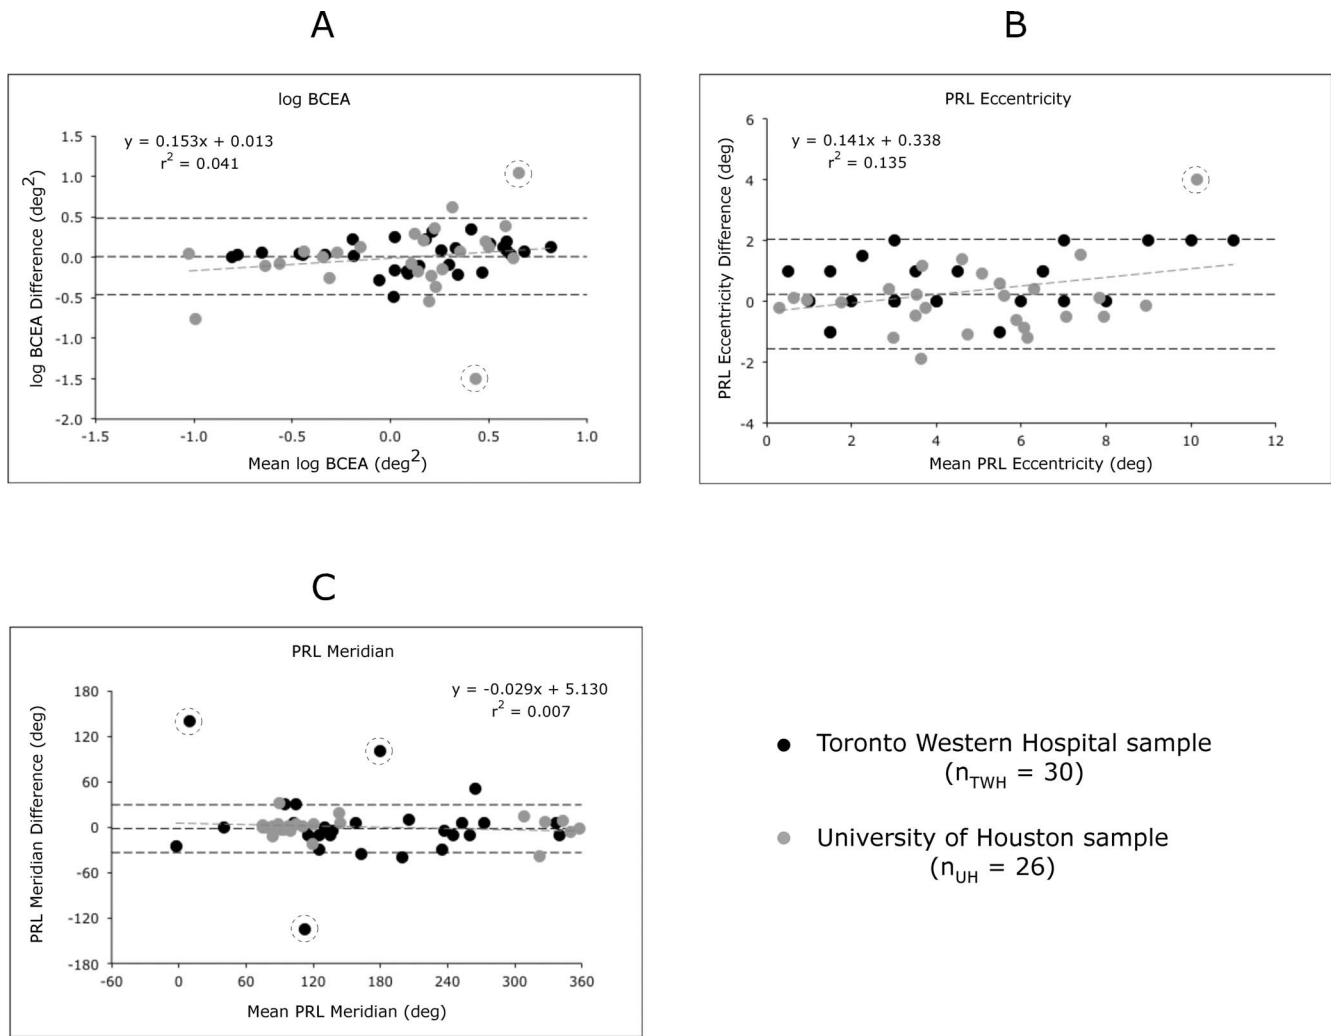 A
log BCEA
y = 0.153x + 0.013
r² = 0.041
log BCEA Difference (deg²)
1.5
1.0
0.5
0.0
-0.5
-1.0
-1.5
-2.0
-1.5 -1.0 -0.5 0.0 0.5 1.0
Mean log BCEA (deg²)
B
PRL Eccentricity
y = 0.141x + 0.338
r² = 0.135
PRL Eccentricity Difference (deg)
6
4
2
0
-2
-4
0 2 4 6 8 10 12
Mean PRL Eccentricity (deg)
C
PRL Meridian
y = -0.029x + 5.130
r² = 0.007
PRL Meridian Difference (deg)
180
120
60
0
-60
-120
-180
-60 0 60 120 180 240 300 360
Mean PRL Meridian (deg)
Toronto Western Hospital sample
(nTWH = 30)
University of Houston sample
(nUH = 26)